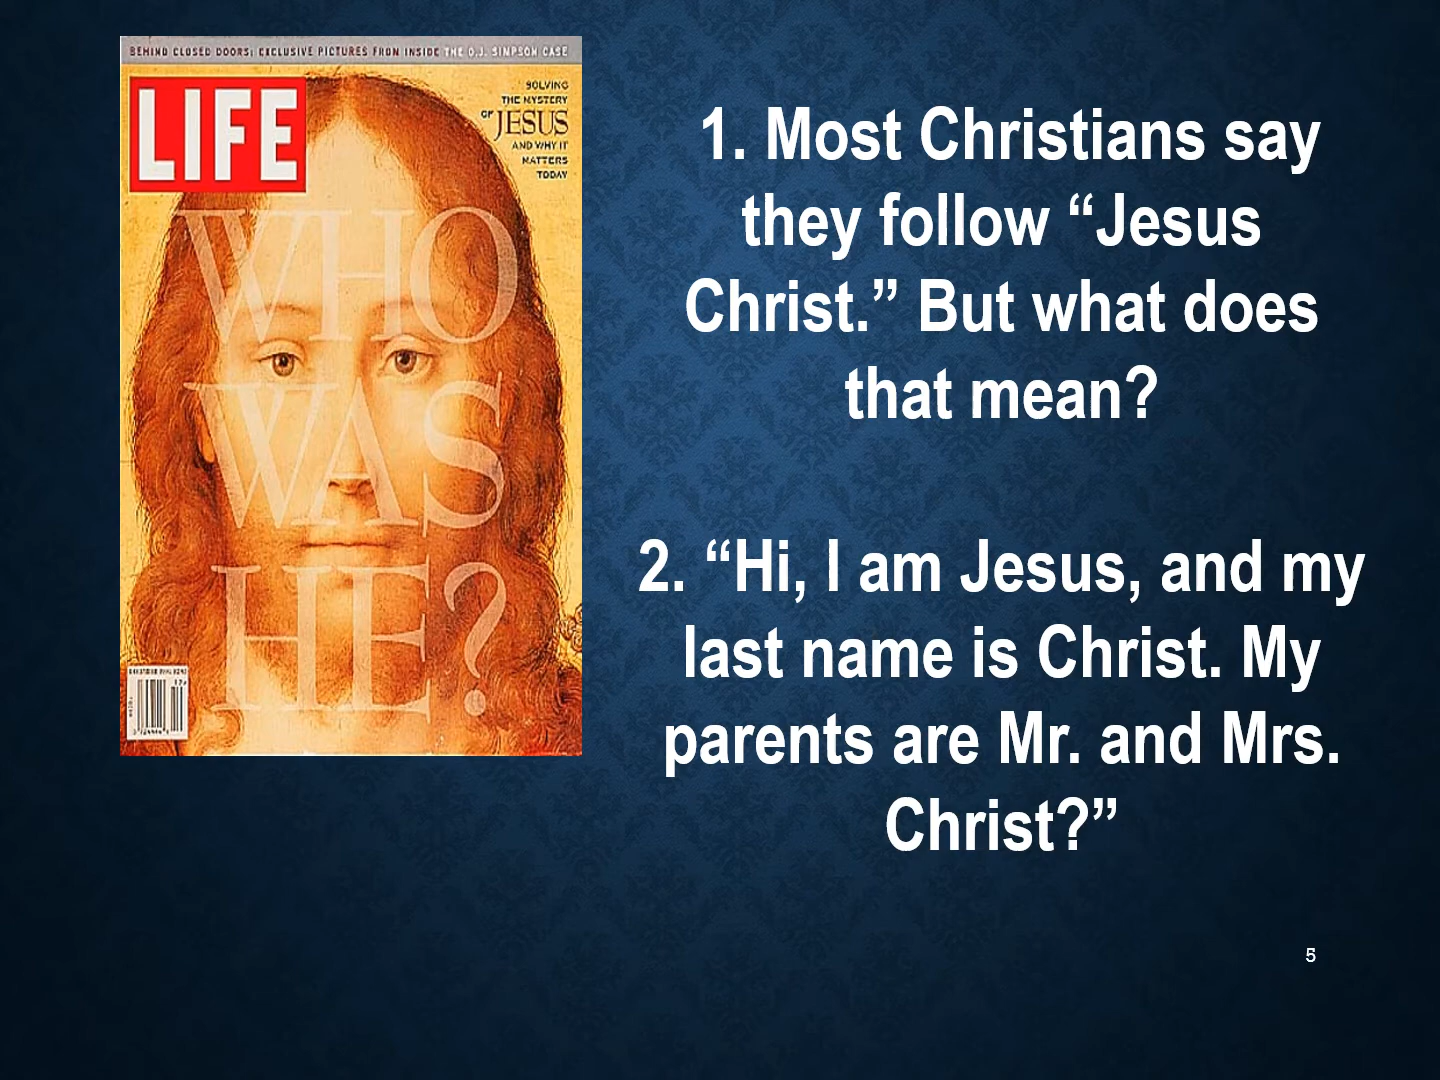 BEHIND CLOSED DOORS: EXCLUSIVE PICTURES FROM INSIDE THE O.J. SIMPSON CASE
LIFE
SOLVING
THE MYSTERY
OF JESUS
AND WHY IT
MATTERS
TODAY
WHO
WAS
HE?
1. Most Christians say
they follow “Jesus
Christ.” But what does
that mean?
2. “Hi, I am Jesus, and my
last name is Christ. My
parents are Mr. and Mrs.
Christ?”
5